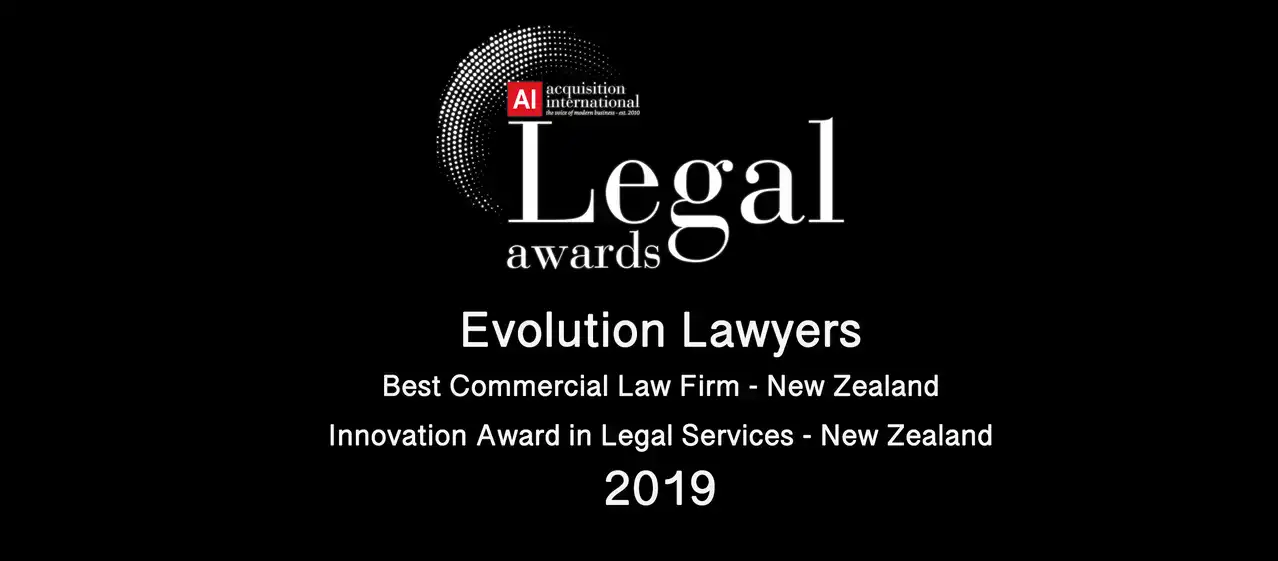 AI acquisition
international
the voice of modern business - est. 2010
Legal
awards
Evolution Lawyers
Best Commercial Law Firm - New Zealand
Innovation Award in Legal Services - New Zealand
2019